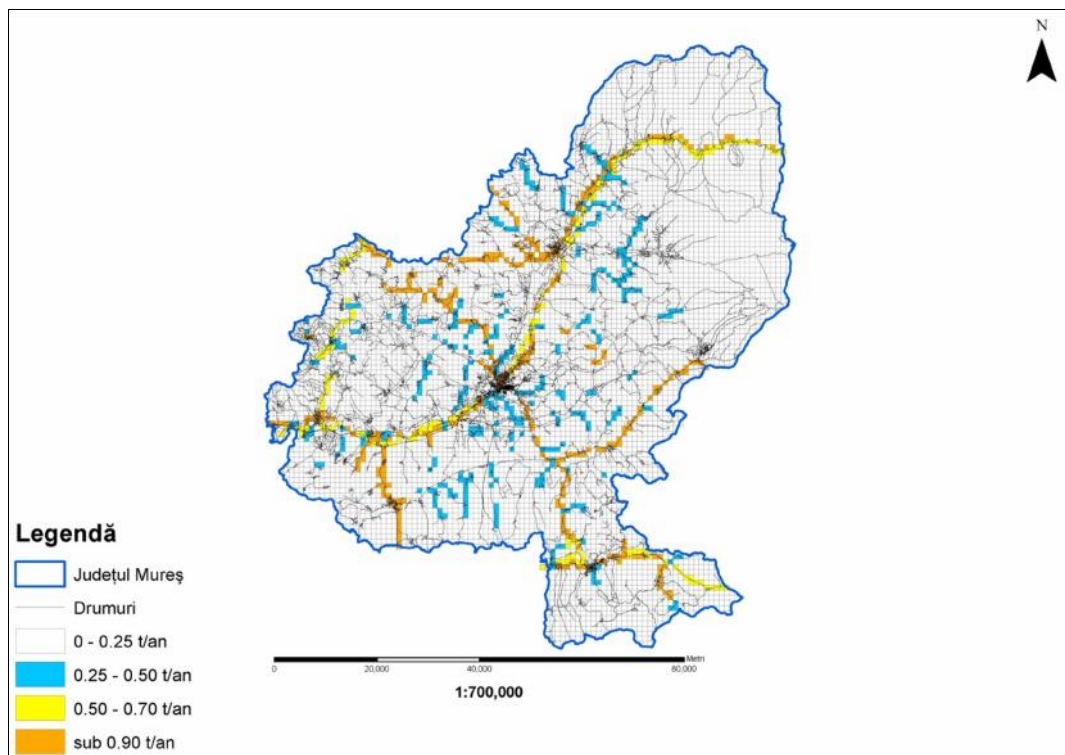 N
Legendă
Județul Mureș
Drumuri
0 - 0.25 t/an
0.25 - 0.50 t/an
0.50 - 0.70 t/an
sub 0.90 t/an
Metri
0 20,000 40,000 80,000
1:700,000